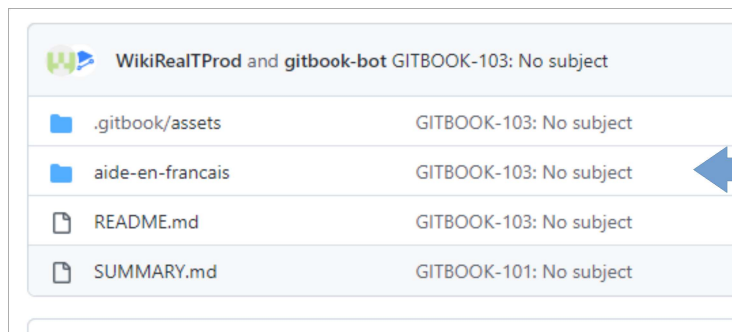 WikiRealTProd and gitbook-bot GITBOOK-103: No subject
.gitbook/assets GITBOOK-103: No subject
aide-en-francais GITBOOK-103: No subject
README.md GITBOOK-103: No subject
SUMMARY.md GITBOOK-101: No subject